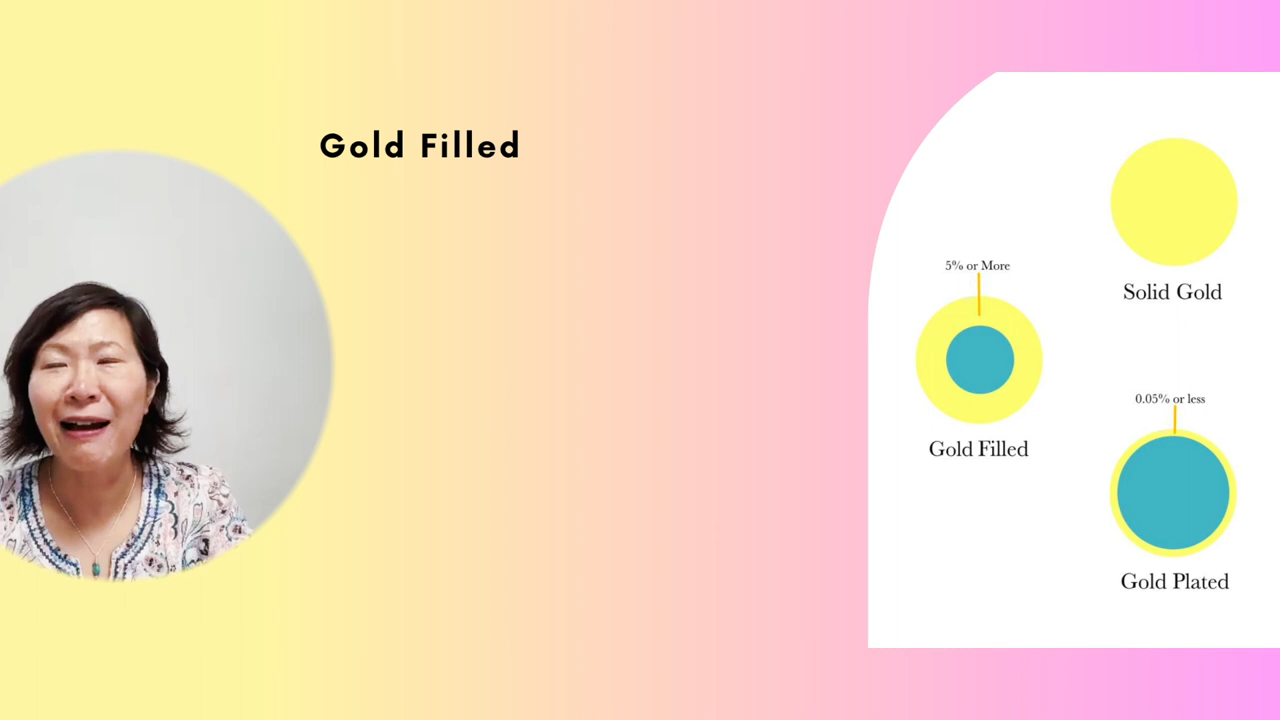 Gold Filled
Solid Gold
5% or More
Gold Filled
0.05% or less
Gold Plated